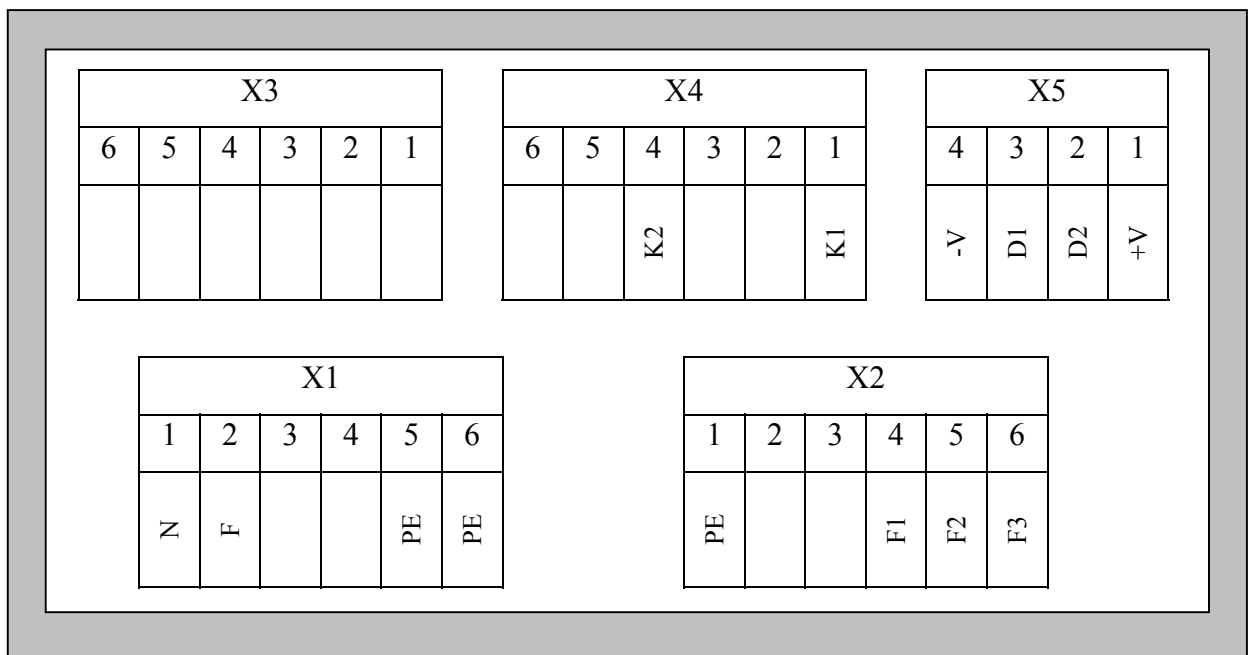 X3 X4 X5
6 5 4 3 2 1 6 5 4 3 2 1 4 3 2 1
K2 K1 -V D1 D2 +V
X1 X2
1 2 3 4 5 6 1 2 3 4 5 6
N F PE PE PE F1 F2 F3